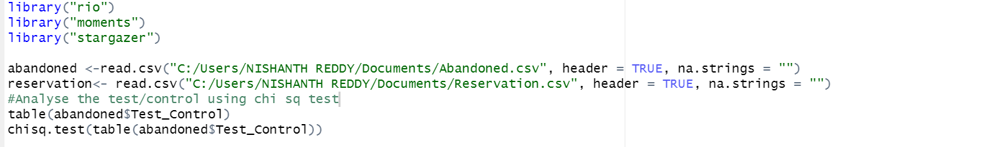 library("rio")
library("moments")
library("stargazer")
abandoned <-read.csv("C:/Users/NISHANTH REDDY/Documents/Abandoned.csv", header = TRUE, na.strings = "")
reservation<- read.csv("C:/Users/NISHANTH REDDY/Documents/Reservation.csv", header = TRUE, na.strings = "")
#Analyse the test/control using chi sq test
table(abandoned$Test_Control)
chisq.test(table(abandoned$Test_Control))